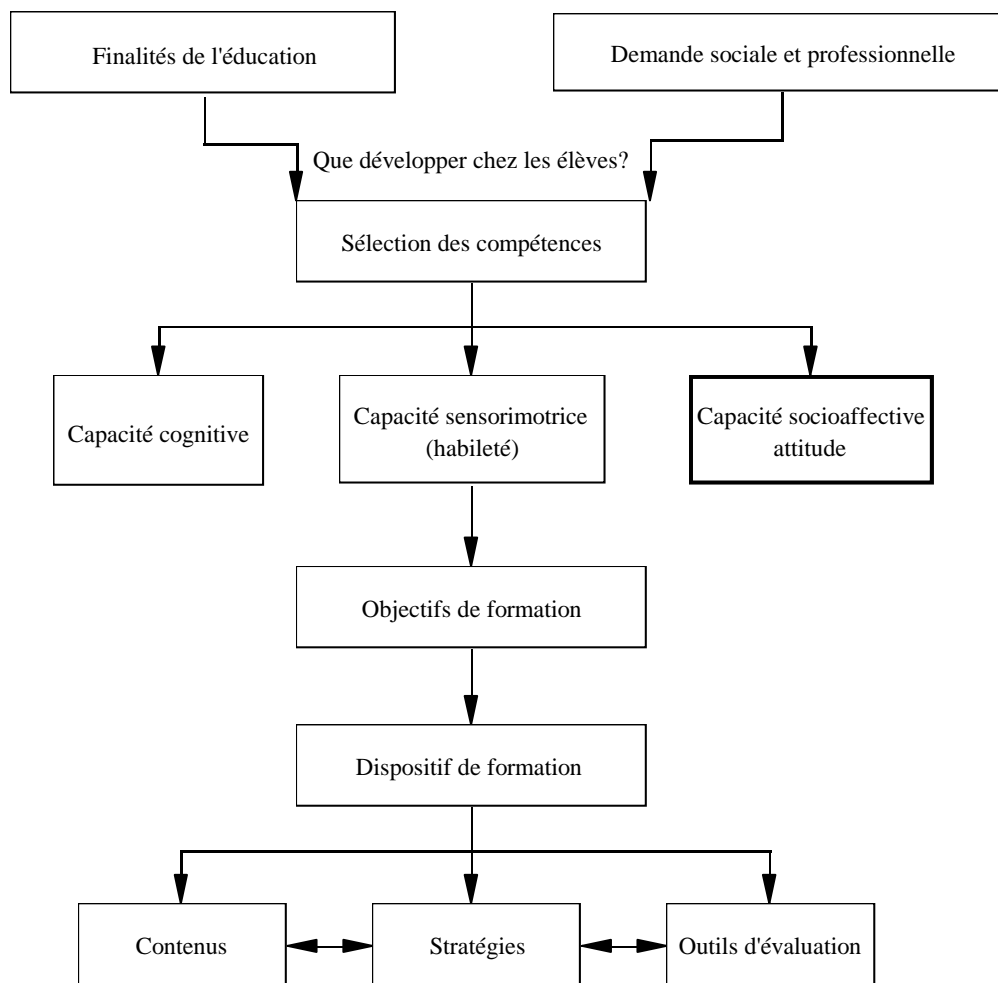 Finalités de l'éducation
Demande sociale et professionnelle
Que développer chez les élèves?
Sélection des compétences
Capacité cognitive
Capacité sensorimotrice
(habileté)
Capacité socioaffective
attitude
Objectifs de formation
Dispositif de formation
Contenus
Stratégies
Outils d'évaluation